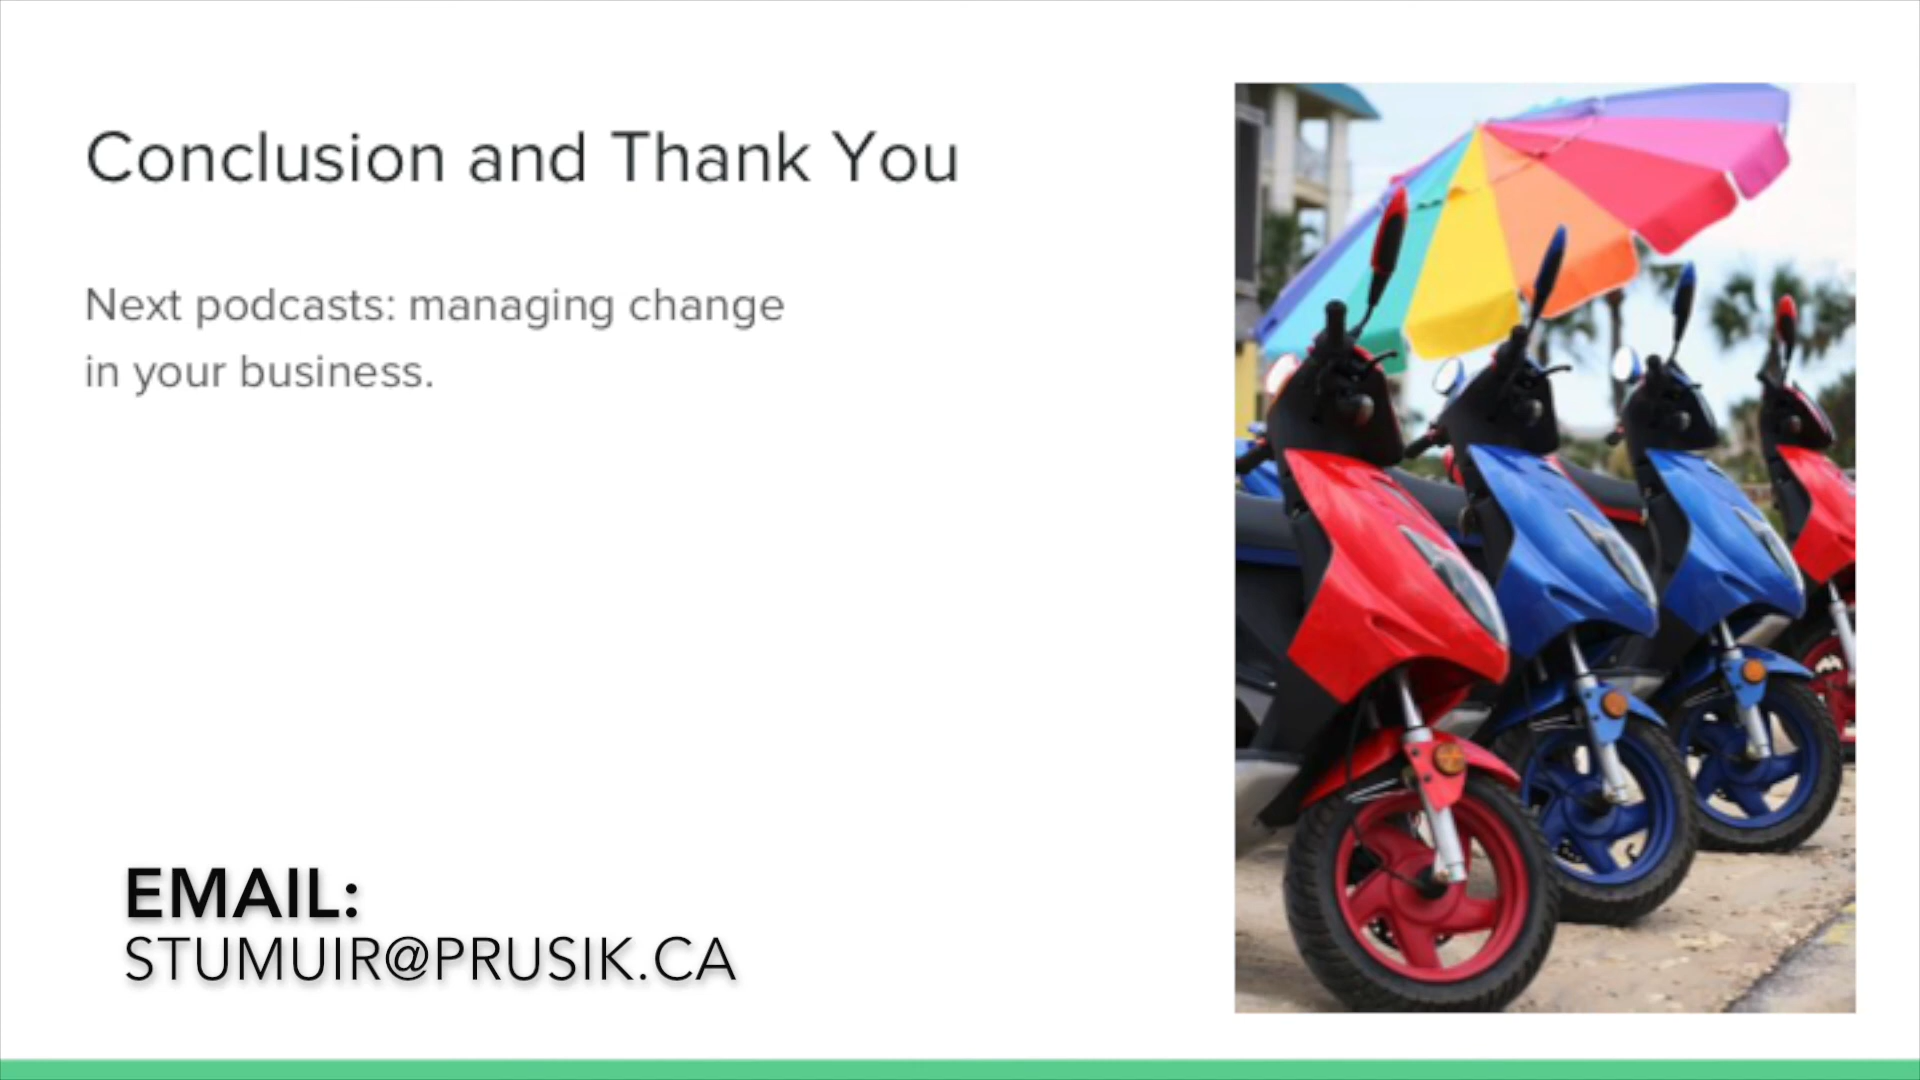 Conclusion and Thank You
Next podcasts: managing change
in your business.
EMAIL:
STUMUIR@PRUSIK.CA